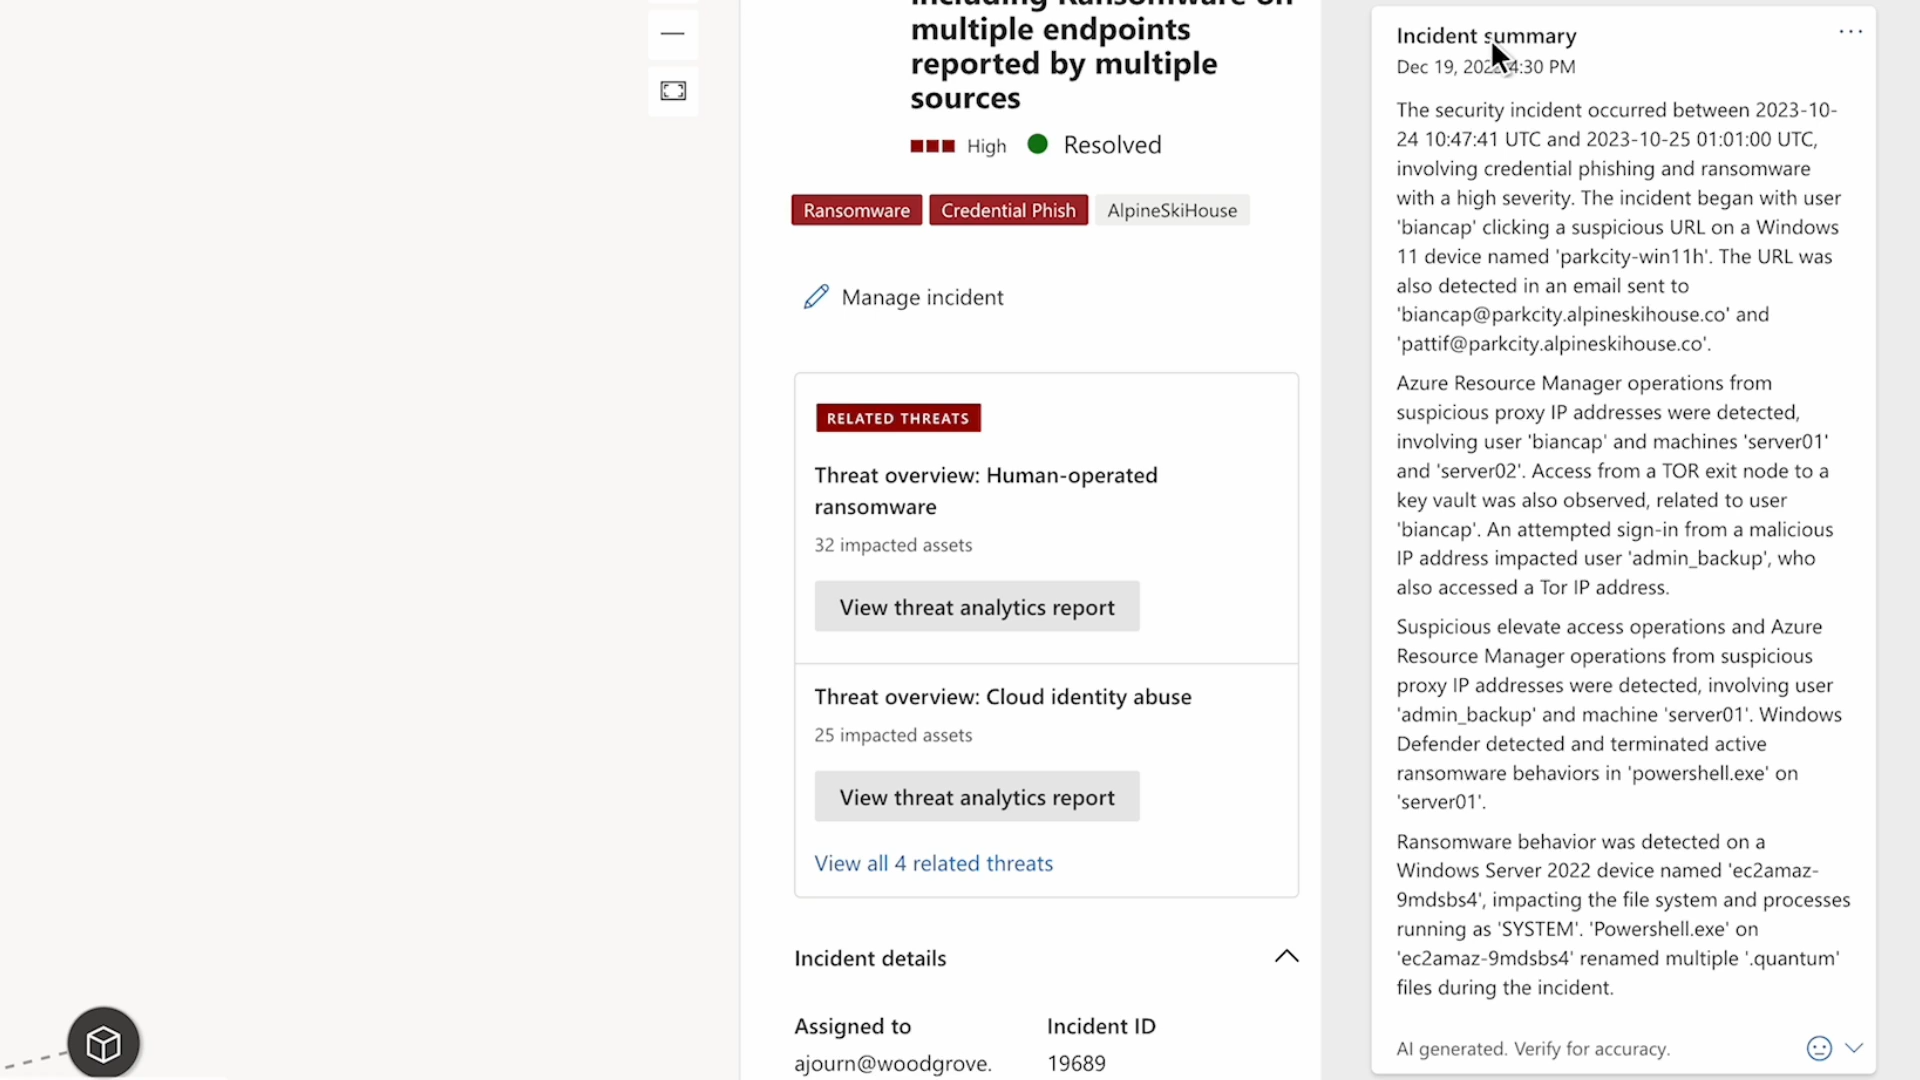 including Ransomware on
multiple endpoints
reported by multiple
sources
High
Resolved
Ransomware
Credential Phish
AlpineSkiHouse
Manage incident
RELATED THREATS
Threat overview: Human-operated
ransomware
32 impacted assets
View threat analytics report
Threat overview: Cloud identity abuse
25 impacted assets
View threat analytics report
View all 4 related threats
Incident details
Assigned to
ajourn@woodgrove.
Incident ID
19689
Incident summary
Dec 19, 4:30 PM
The security incident occurred between 2023-10-
24 10:47:41 UTC and 2023-10-25 01:01:00 UTC,
involving credential phishing and ransomware
with a high severity. The incident began with user
'biancap' clicking a suspicious URL on a Windows
11 device named 'parkcity-win11h'. The URL was
also detected in an email sent to
'biancap@parkcity.alpineskihouse.co' and
'pattif@parkcity.alpineskihouse.co'.
Azure Resource Manager operations from
suspicious proxy IP addresses were detected,
involving user 'biancap' and machines 'server01'
and 'server02'. Access from a TOR exit node to a
key vault was also observed, related to user
'biancap'. An attempted sign-in from a malicious
IP address impacted user 'admin_backup', who
also accessed a Tor IP address.
Suspicious elevate access operations and Azure
Resource Manager operations from suspicious
proxy IP addresses were detected, involving user
'admin_backup' and machine 'server01'. Windows
Defender detected and terminated active
ransomware behaviors in 'powershell.exe' on
'server01'.
Ransomware behavior was detected on a
Windows Server 2022 device named 'ec2amaz-
9mdsbs4', impacting the file system and processes
running as 'SYSTEM'. 'Powershell.exe' on
'ec2amaz-9mdsbs4' renamed multiple '.quantum'
files during the incident.
AI generated. Verify for accuracy.